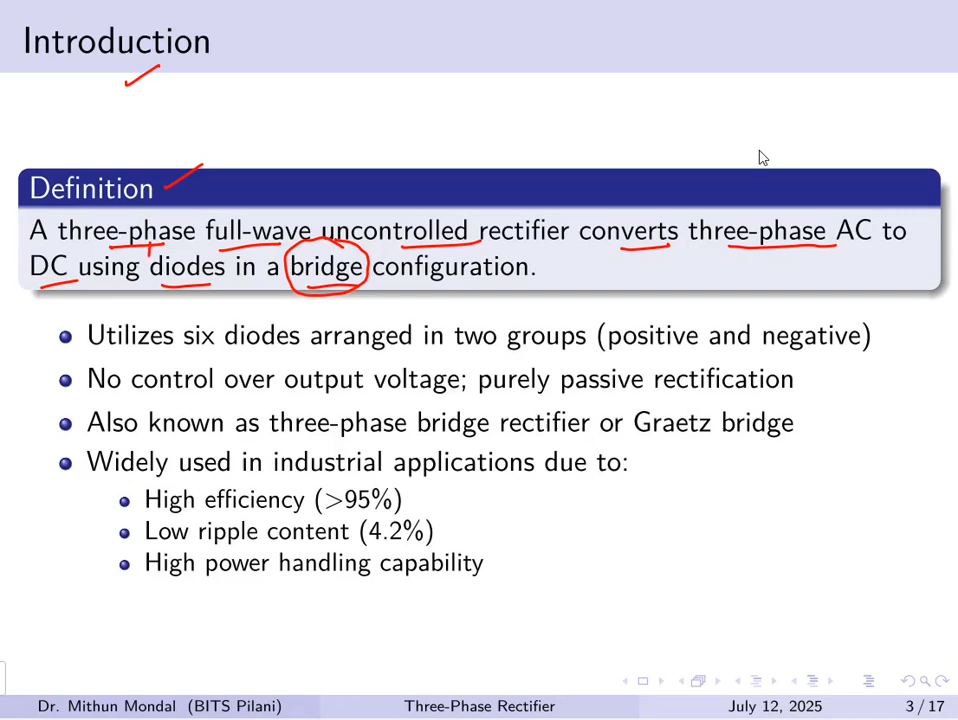 Introduction
Definition
A three-phase full-wave uncontrolled rectifier converts three-phase AC to
DC using diodes in a bridge configuration.
Utilizes six diodes arranged in two groups (positive and negative)
No control over output voltage; purely passive rectification
Also known as three-phase bridge rectifier or Graetz bridge
Widely used in industrial applications due to:
High efficiency (>95%)
Low ripple content (4.2%)
High power handling capability
Dr. Mithun Mondal (BITS Pilani) Three-Phase Rectifier July 12, 2025 3 / 17